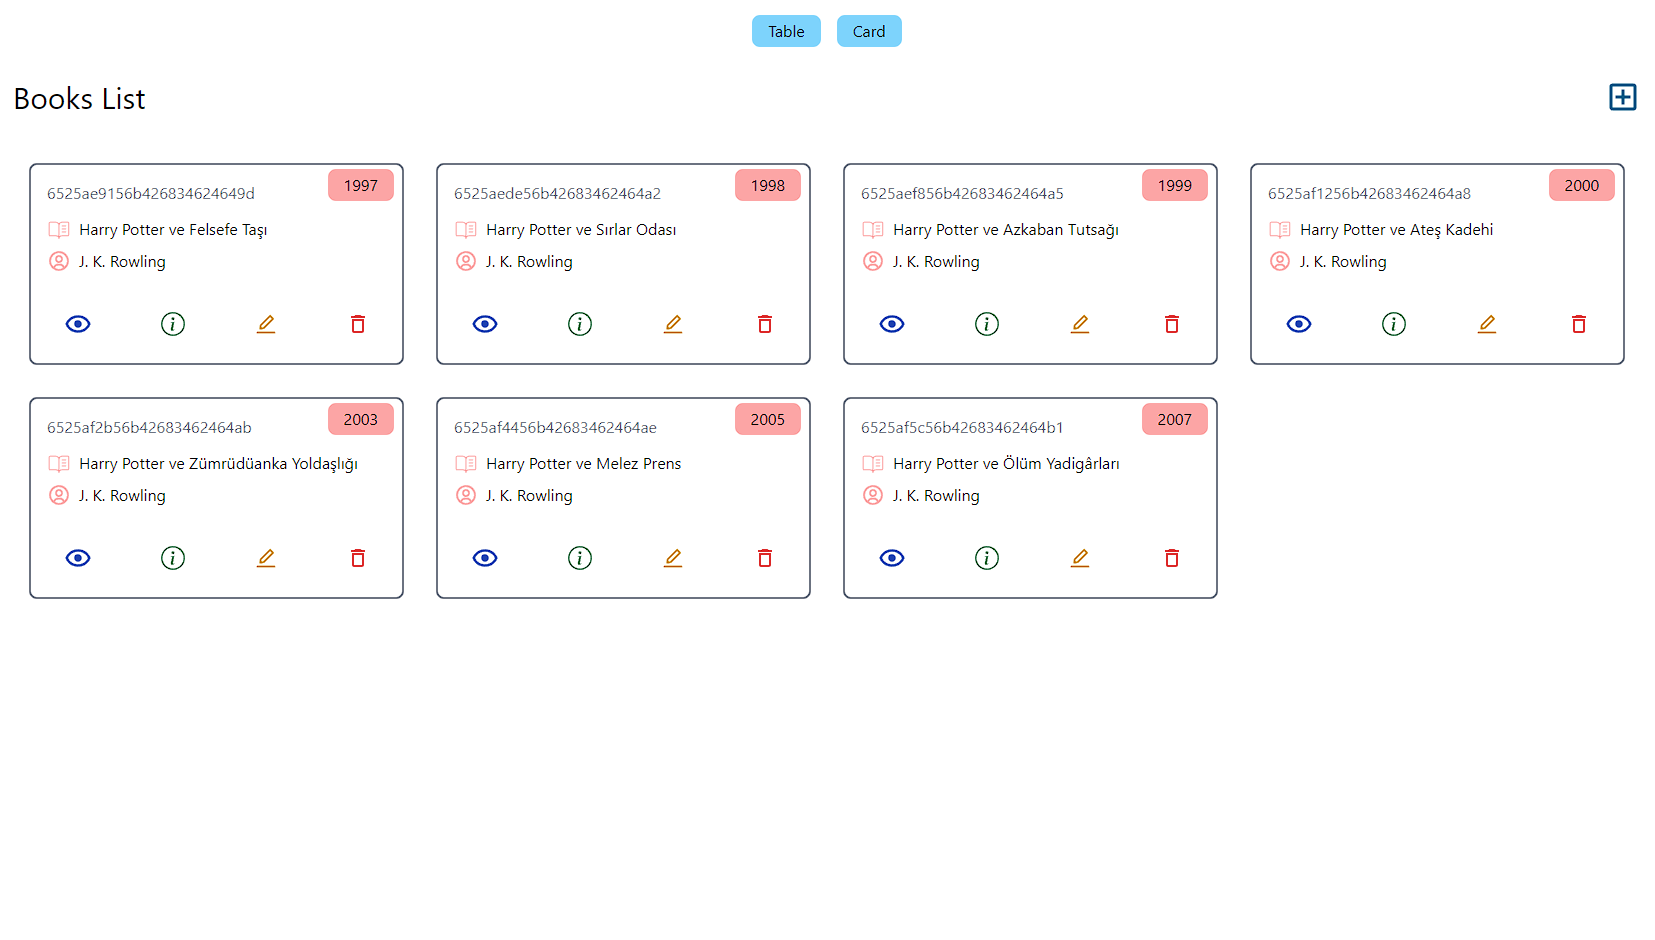 Table
Card
Books List
6525ae9156b426834624649d
1997
Harry Potter ve Felsefe Taşı
J. K. Rowling
6525aede56b42683462464a2
1998
Harry Potter ve Sırlar Odası
J. K. Rowling
6525aef856b42683462464a5
1999
Harry Potter ve Azkaban Tutsağı
J. K. Rowling
6525af1256b42683462464a8
2000
Harry Potter ve Ateş Kadehi
J. K. Rowling
6525af2b56b42683462464ab
2003
Harry Potter ve Zümrüdüanka Yoldaşlığı
J. K. Rowling
6525af4456b42683462464ae
2005
Harry Potter ve Melez Prens
J. K. Rowling
6525af5c56b42683462464b1
2007
Harry Potter ve Ölüm Yadigârları
J. K. Rowling